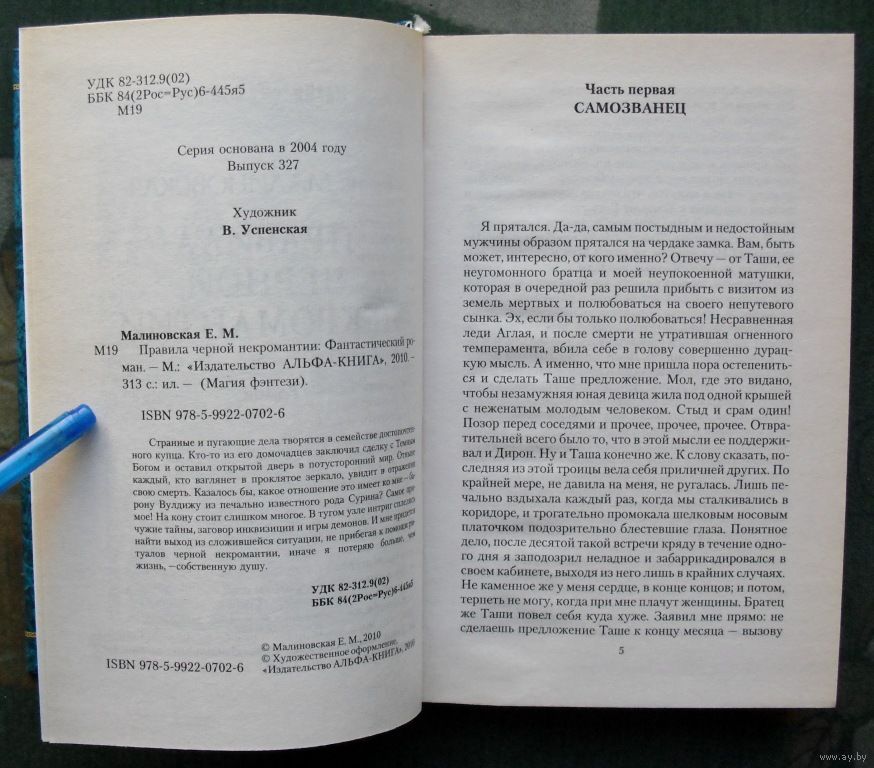 УДК 82-312.9(02)
ББК 84(2Рос=Рус)6-445я5
М19
Серия основана в 2004 году
Выпуск 327
Художник
В. Успенская
Малиновская Е. М.
М19 Правила черной некромантии: Фантастический ро-
ман. — М.: «Издательство АЛЬФА-КНИГА», 2010. —
313 с.: ил — (Магия фэнтези).
ISBN 978-5-9922-0702-6
Странные и пугающие дела творятся в семействе достопочтен-
ного купца. Кто-то из его домочадцев заключил сделку с Темным
Богом и оставил открытой дверь в потусторонний мир. Отныне
каждый, кто взглянет в проклятое зеркало, увидит в отражении
свою смерть. Казалось бы, какое отношение это имеет ко мне — ба-
рону Вулдижу из печально известного рода Сурина? Самое пря-
мое! На кону стоит слишком многое. В тугом узле интриг сплелись
чужие тайны, заговор инквизиции и игры демонов. И мне придется
найти выход из сложившейся ситуации, не прибегая к помощи ри-
туалов черной некромантии, иначе я потеряю больше, чем
жизнь, —собственную душу.
УДК 82-312.9(02)
ББК 84(2Рос=Рус)6-445я5
© Малиновская Е. М., 2010
© Художественное оформление,
«Издательство АЛЬФА-КНИГА», 2010
ISBN 978-5-9922-0702-6
Часть первая
САМОЗВАНЕЦ
Я прятался. Да-да, самым постыдным и недостойным
мужчины образом прятался на чердаке замка. Вам, быть
может, интересно, от кого именно? Отвечу — от Таши, ее
неугомонного братца и моей неупокоенной матушки,
которая в очередной раз решила прибыть с визитом из
земель мертвых и полюбоваться на своего непутевого
сынка. Эх, если бы только полюбоваться! Несравненная
леди Аглая, и после смерти не утратившая огненного
темперамента, вбила себе в голову совершенно дурац-
кую мысль. А именно, что мне пришла пора остепенить-
ся и сделать Таше предложение. Мол, где это видано,
чтобы незамужняя юная девица жила под одной крышей
с неженатым молодым человеком. Стыд и срам один!
Позор перед соседями и прочее, прочее, прочее. Отвра-
тительней всего было то, что в этой мысли ее поддержи-
вал и Дирон. Ну и Таша конечно же. К слову сказать, по-
следняя из этой троицы вела себя приличней других. По
крайней мере, не давила на меня, не ругалась. Лишь пе-
чально вздыхала каждый раз, когда мы сталкивались в
коридоре, и трогательно промокала шелковым носовым
платочком подозрительно блестевшие глаза. Понятное
дело, после десятой такой встречи кряду в течение одно-
го дня я заподозрил неладное и забаррикадировался в
своем кабинете, выходя из него лишь в крайних случаях.
Не каменное же у меня сердце, в конце концов; и потом,
терпеть не могу, когда при мне плачут женщины. Братец
же Таши повел себя куда хуже. Заявил мне прямо: не
сделаешь предложение Таше к концу месяца — вызову
5
www.ay.by